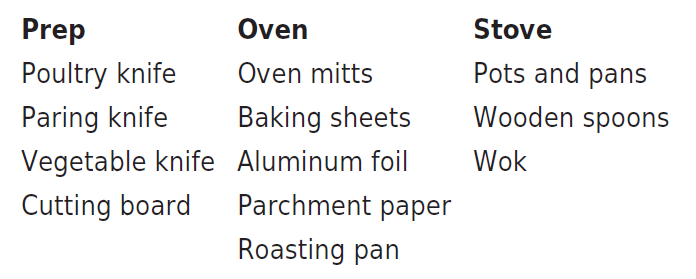 Prep Oven Stove
Poultry knife Oven mitts Pots and pans
Paring knife Baking sheets Wooden spoons
Vegetable knife Aluminum foil Wok
Cutting board Parchment paper
Roasting pan